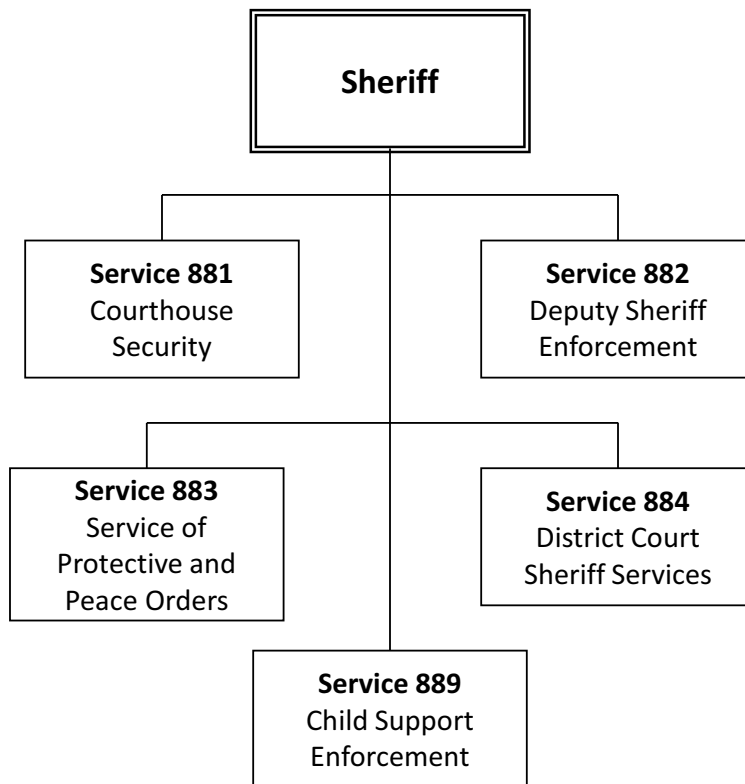 Sheriff
Service 881
Courthouse
Security
Service 882
Deputy Sheriff
Enforcement
Service 883
Service of
Protective and
Peace Orders
Service 884
District Court
Sheriff Services
Service 889
Child Support
Enforcement